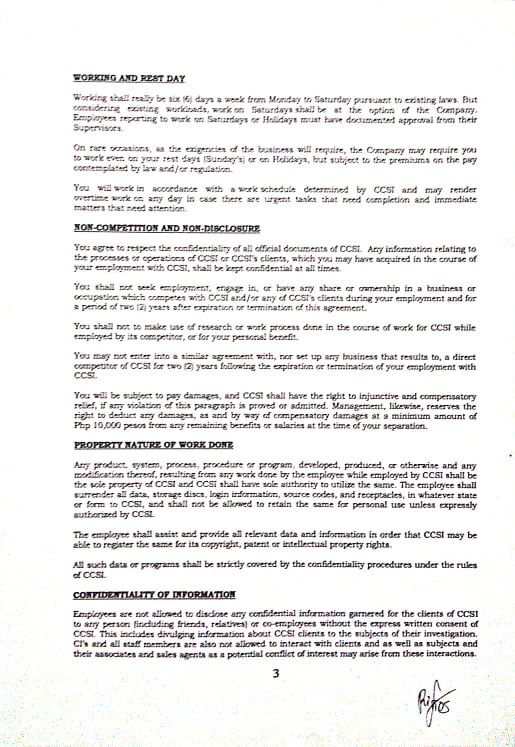 WORKING AND REST DAY
Working shall really be six (6) days a week from Monday to Saturday pursuant to existing laws. But
considering existing workloads, work on Saturdays shall be at the option of the Company.
Employees reporting to work on Saturdays or Holidays must have documented approval from their
Supervisors.
On rare occasions, as the exigencies of the business will require, the Company may require you
to work even on your rest days (Sunday's) or on Holidays, but subject to the premiums on the pay
contemplated by law and/or regulation.
You will work in accordance with a work schedule determined by CCSI and may render
overtime work on any day in case there are urgent tasks that need completion and immediate
matters that need attention.
NON-COMPETITION AND NON-DISCLOSURE
You agree to respect the confidentiality of all official documents of CCSI. Any information relating to
the processes or operations of CCSI or CCSI's clients, which you may have acquired in the course of
your employment with CCSI, shall be kept confidential at all times.
You shall not seek employment, engage in, or have any share or ownership in a business or
occupation which competes with CCSI and/or any of CCSI's clients during your employment and for
a period of two (2) years after expiration or termination of this agreement.
You shall not to make use of research or work process done in the course of work for CCSI while
employed by its competitor, or for your personal benefit.
You may not enter into a similar agreement with, nor set up any business that results to, a direct
competitor of CCSI for two (2) years following the expiration or termination of your employment with
CCSI.
You will be subject to pay damages, and CCSI shall have the right to injunctive and compensatory
relief, if any violation of this paragraph is proved or admitted. Management, likewise, reserves the
right to deduct any damages, as and by way of compensatory damages at a minimum amount of
Php 10,000 pesos from any remaining benefits or salaries at the time of your separation.
PROPERTY NATURE OF WORK DONE
Any product, system, process, procedure or program, developed, produced, or otherwise and any
modification thereof, resulting from any work done by the employee while employed by CCSI shall be
the sole property of CCSI and CCSI shall have sole authority to utilize the same. The employee shall
surrender all data, storage discs, login information, source codes, and receptacles, in whatever state
or form to CCSI, and shall not be allowed to retain the same for personal use unless expressly
authorized by CCSI.
The employee shall assist and provide all relevant data and information in order that CCSI may be
able to register the same for its copyright, patent or intellectual property rights.
All such data or programs shall be strictly covered by the confidentiality procedures under the rules
of CCSI.
CONFIDENTIALITY OF INFORMATION
Employees are not allowed to disclose any confidential information garnered for the clients of CCSI
to any person (including friends, relatives) or co-employees without the express written consent of
CCSI. This includes divulging information about CCSI clients to the subjects of their investigation.
CI's and all staff members are also not allowed to interact with clients and as well as subjects and
their associates and sales agents as a potential conflict of interest may arise from these interactions.
3